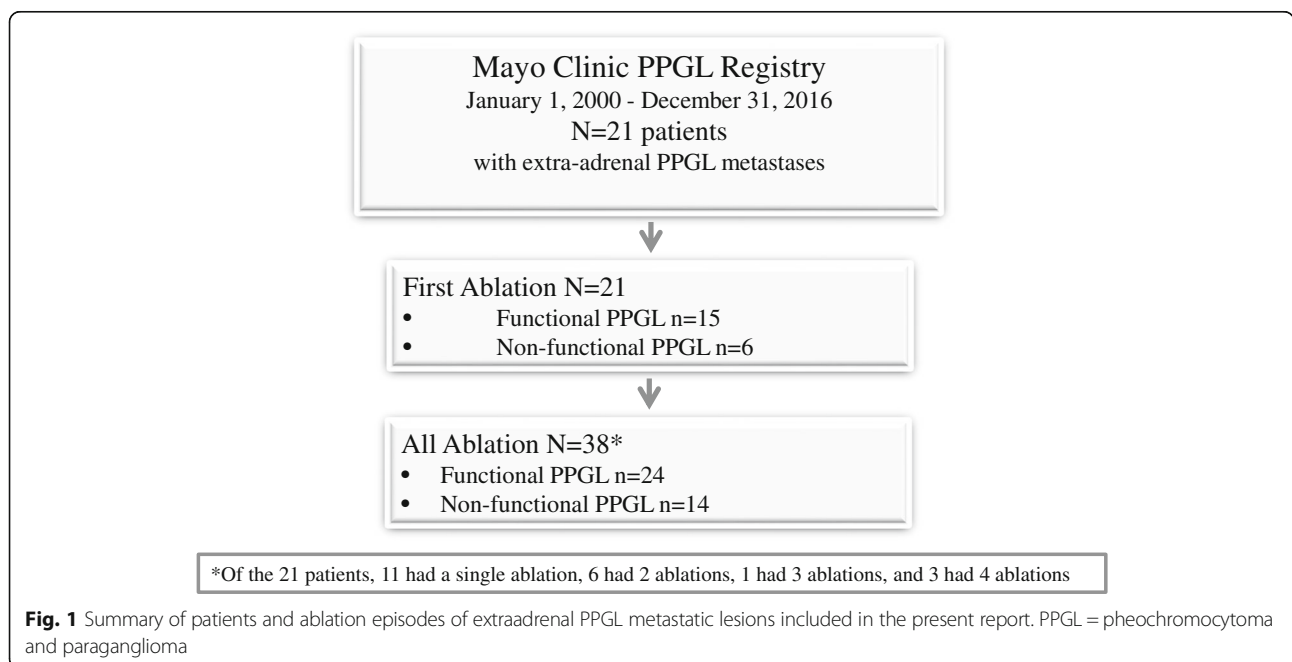 Mayo Clinic PPGL Registry
January 1, 2000 - December 31, 2016
N=21 patients
with extra-adrenal PPGL metastases
First Ablation N=21
• Functional PPGL n=15
• Non-functional PPGL n=6
All Ablation N=38*
• Functional PPGL n=24
• Non-functional PPGL n=14
*Of the 21 patients, 11 had a single ablation, 6 had 2 ablations, 1 had 3 ablations, and 3 had 4 ablations
Fig. 1 Summary of patients and ablation episodes of extraadrenal PPGL metastatic lesions included in the present report. PPGL = pheochromocytoma
and paraganglioma